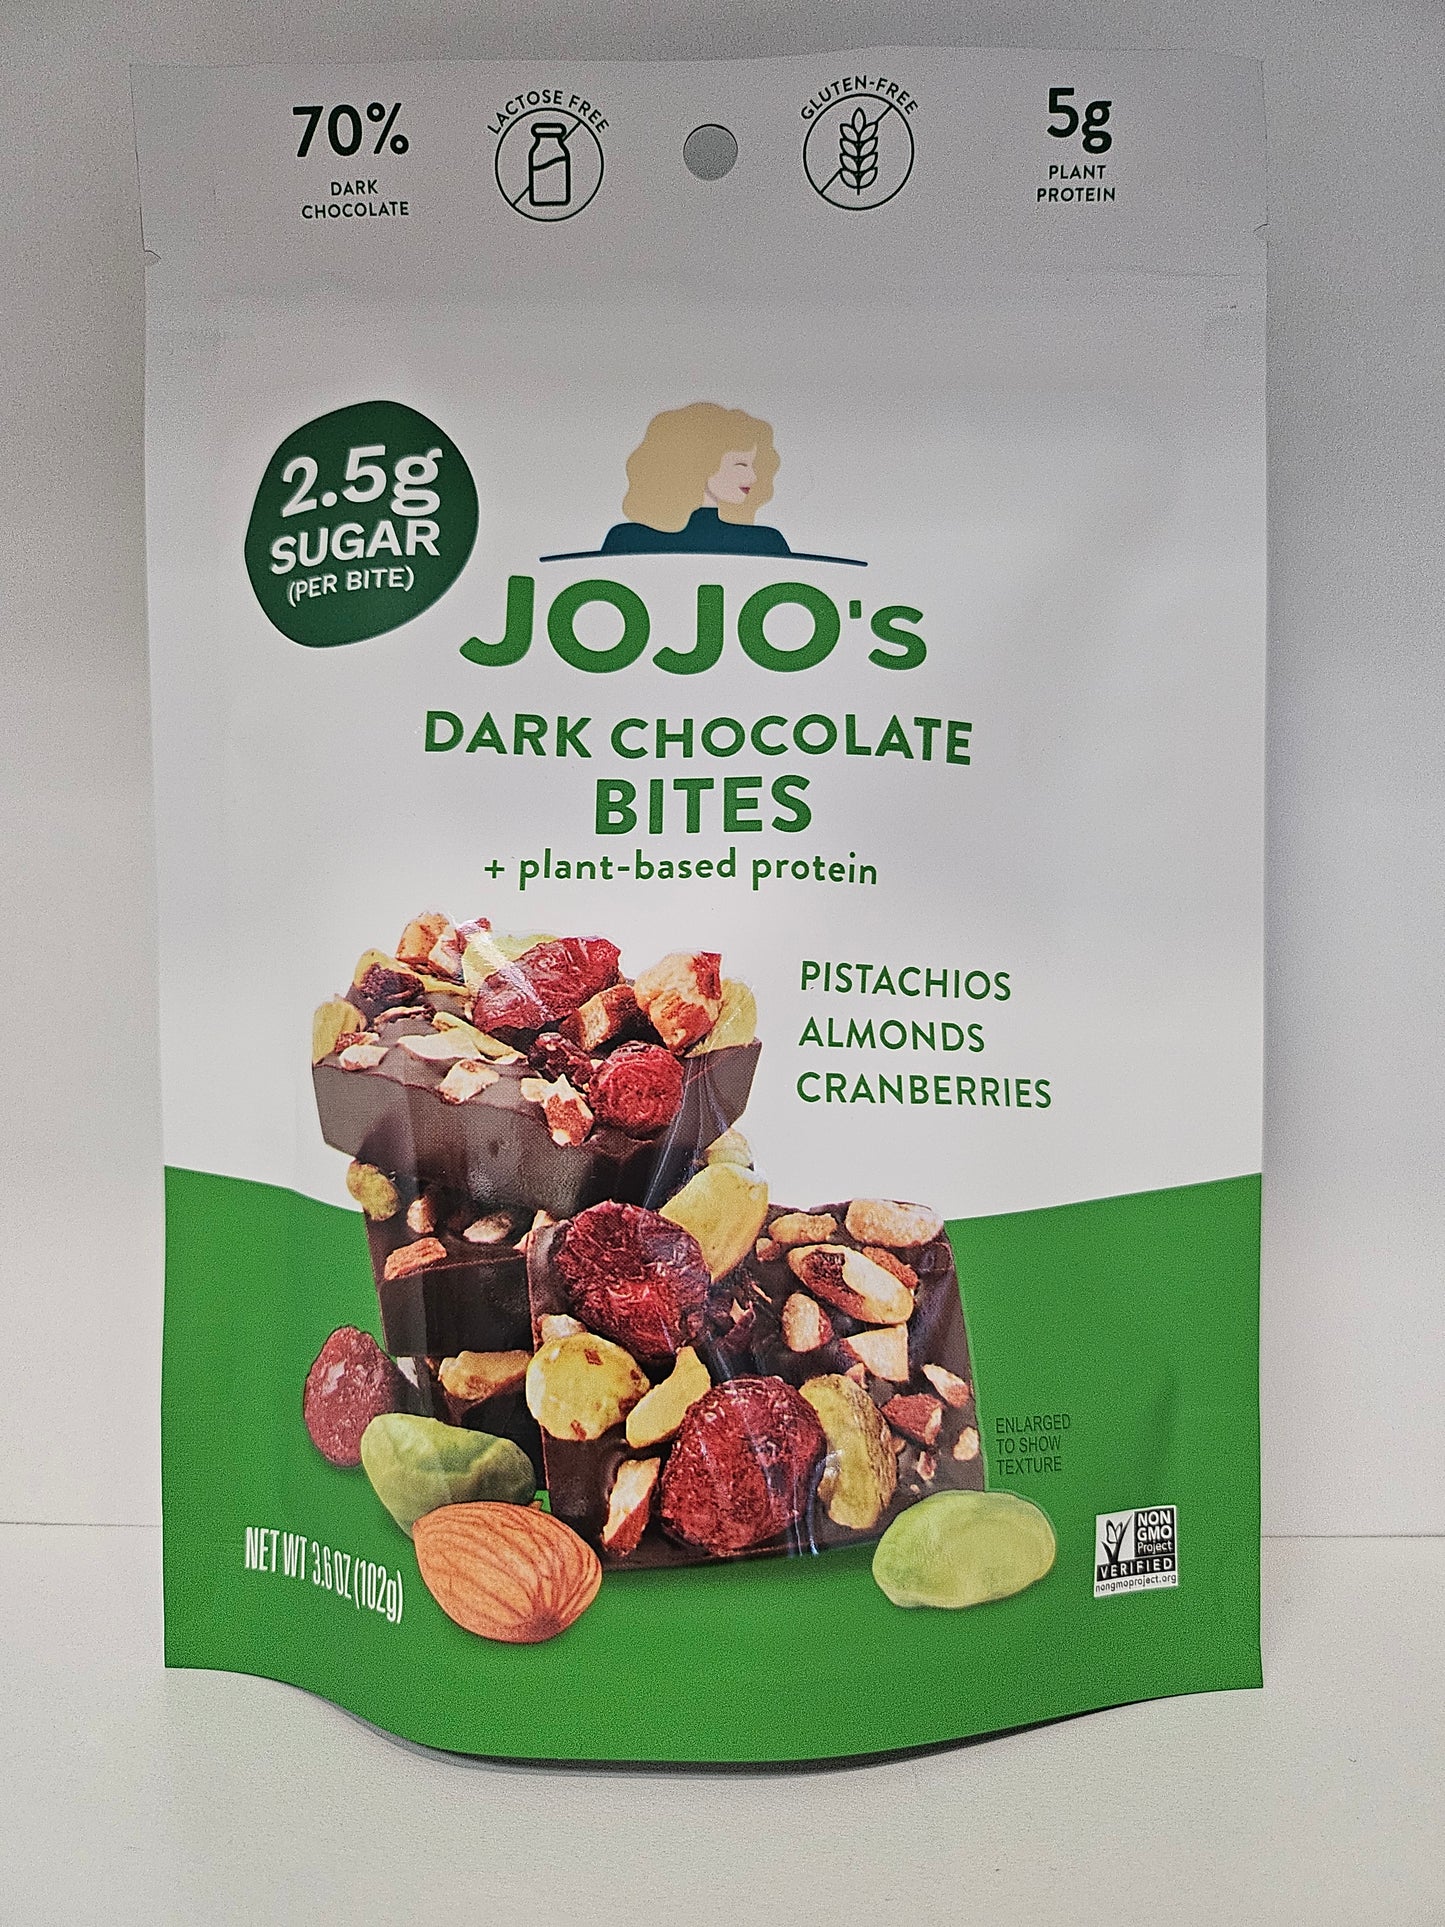 70%
DARK
CHOCOLATE
LACTOSE FREE
GLUTEN-FREE
5g
PLANT
PROTEIN
2.5g
SUGAR
(PER BITE)
JOJO's
DARK CHOCOLATE
BITES
+ plant-based protein
PISTACHIOS
ALMONDS
CRANBERRIES
ENLARGED
TO SHOW
TEXTURE
NET WT 3.6 OZ (102g)
NON
GMO
Project
VERIFIED
nongmoproject.org